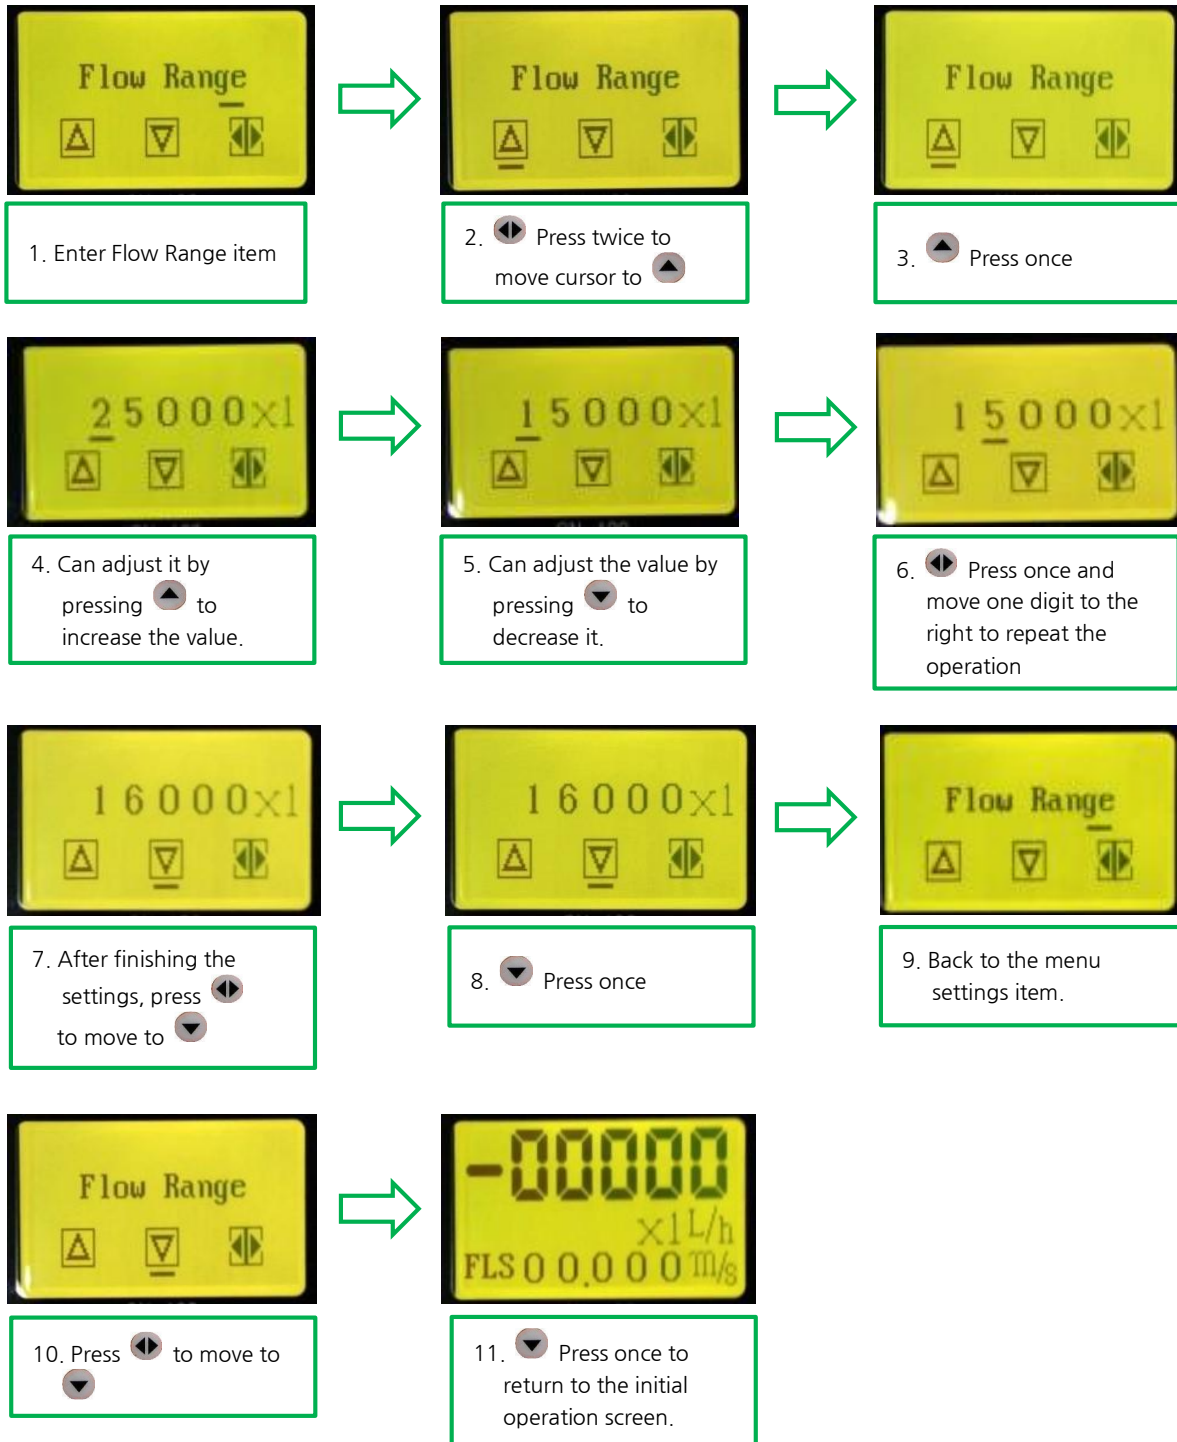 Flow Range
Flow Range
Flow Range
1. Enter Flow Range item
2. Press twice to
move cursor to
3. Press once
25000x1
15000x1
15000x1
4. Can adjust it by
pressing to
increase the value.
5. Can adjust the value by
pressing to
decrease it.
6. Press once and
move one digit to the
right to repeat the
operation
16000x1
16000x1
Flow Range
7. After finishing the
settings, press
to move to
8. Press once
9. Back to the menu
settings item.
Flow Range
-00000
x1L/h
FLS 00.000 m/s
10. Press to move to
11. Press once to
return to the initial
operation screen.